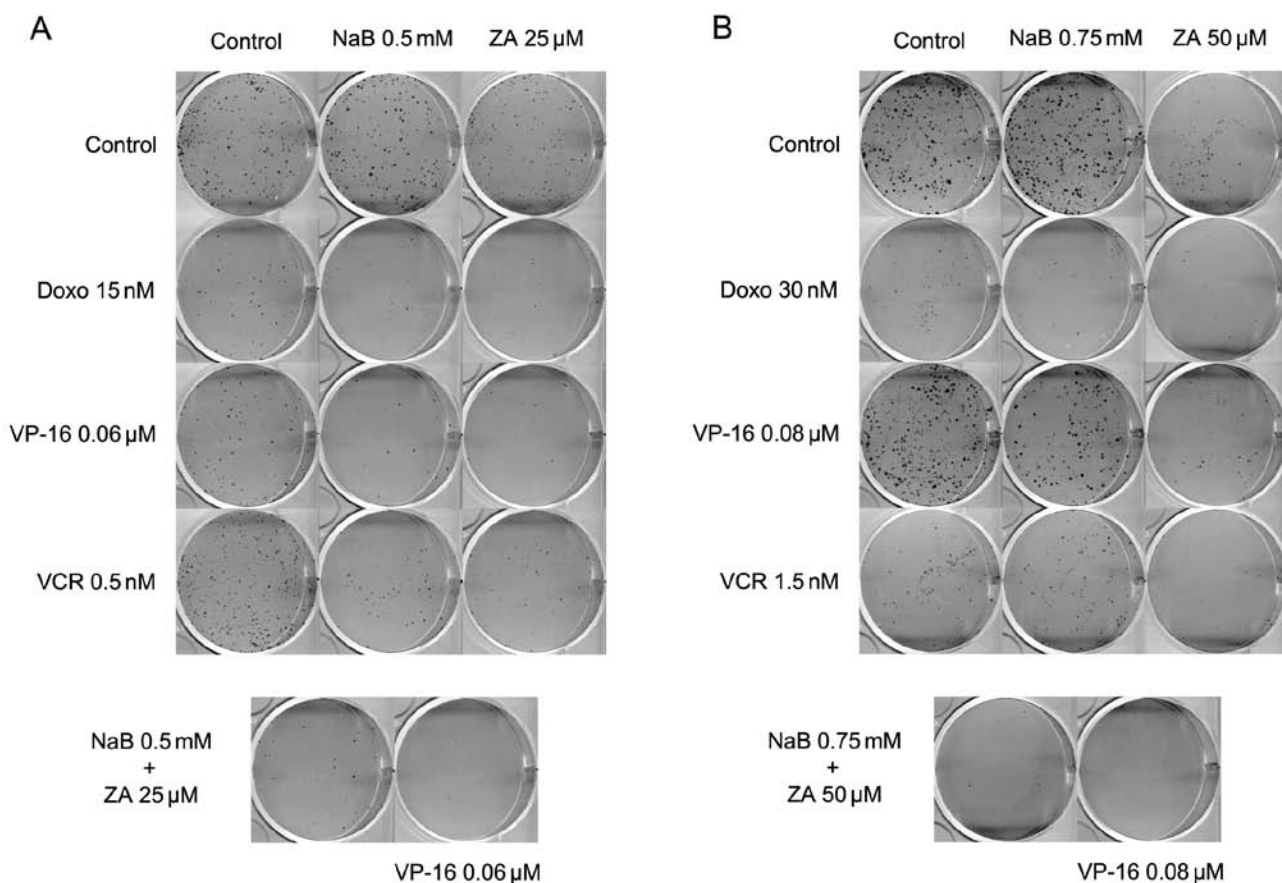 A
Control NaB 0.5 mM ZA 25 µM
Control
Doxo 15 nM
VP-16 0.06 µM
VCR 0.5 nM
NaB 0.5 mM
+
ZA 25 µM
VP-16 0.06 µM
B
Control NaB 0.75 mM ZA 50 µM
Control
Doxo 30 nM
VP-16 0.08 µM
VCR 1.5 nM
NaB 0.75 mM
+
ZA 50 µM
VP-16 0.08 µM